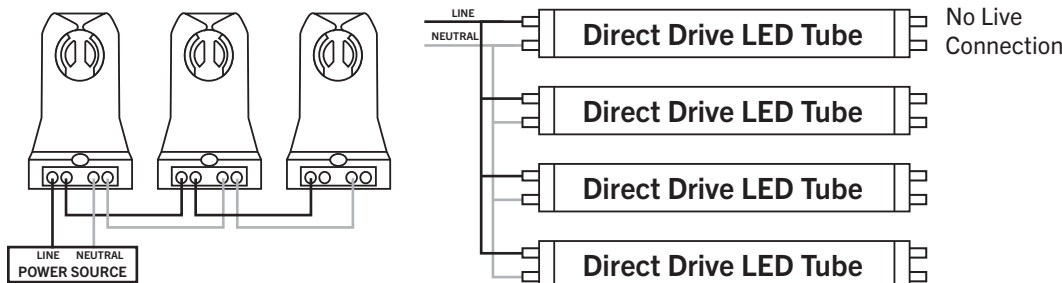 LINE NEUTRAL
POWER SOURCE
LINE
NEUTRAL
Direct Drive LED Tube
No Live
Connection
Direct Drive LED Tube
Direct Drive LED Tube
Direct Drive LED Tube